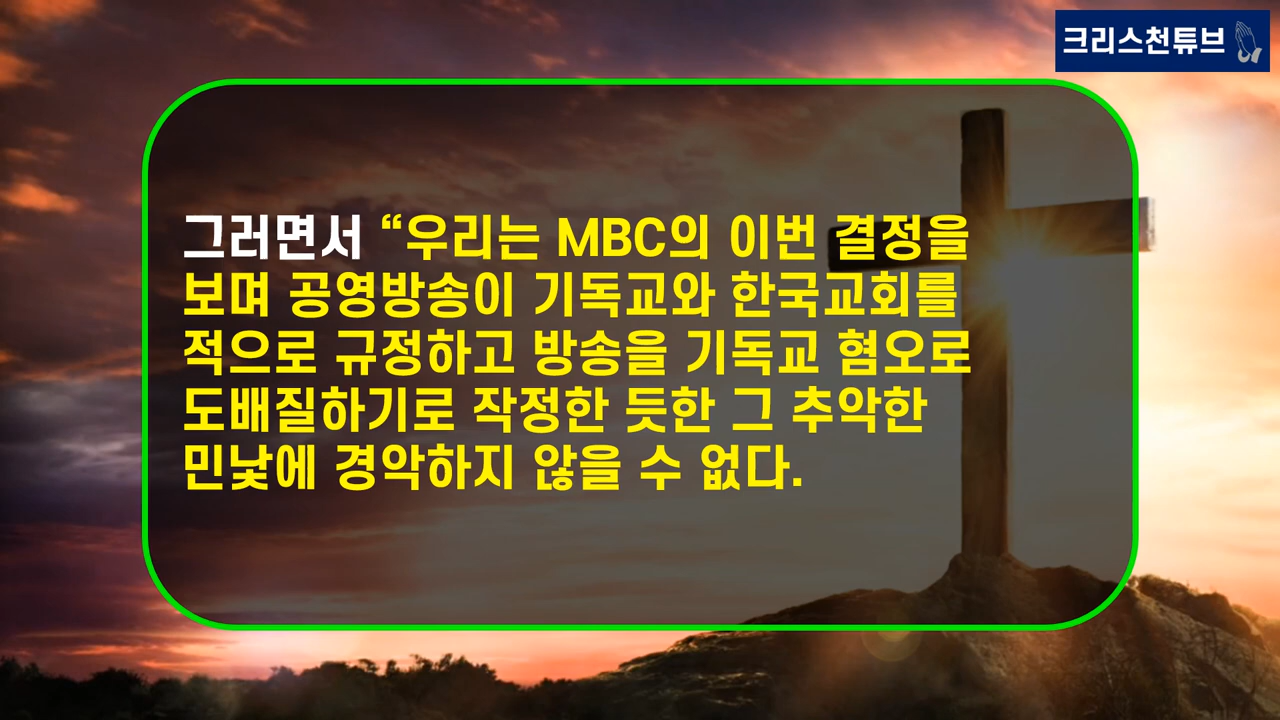 크리스천튜브
그러면서 “우리는 MBC의 이번 결정을
보며 공영방송이 기독교와 한국교회를
적으로 규정하고 방송을 기독교 혐오로
도배질하기로 작정한 듯한 그 추악한
민낯에 경악하지 않을 수 없다.